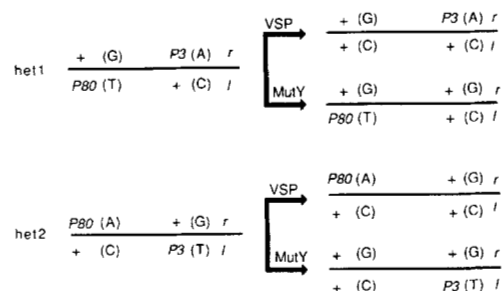 VSP
+ (G) P3 (A) r
+ (C) + (C) l
het1
+ (G) P3 (A) r
P80 (T) + (C) l
MutY
+ (G) + (G) r
P80 (T) + (C) l
VSP
P80 (A) + (G) r
+ (C) + (C) l
het2
P80 (A) + (G) r
+ (C) P3 (T) l
MutY
+ (G) + (G) r
+ (C) P3 (T) l